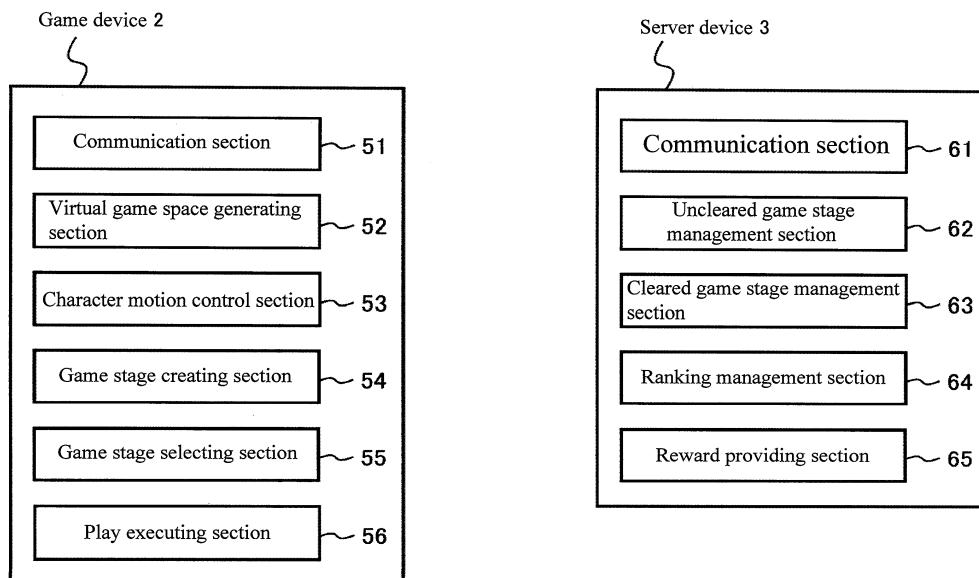 Game device 2
Communication section
51
Virtual game space generating
section
52
Character motion control section
53
Game stage creating section
54
Game stage selecting section
55
Play executing section
56
Server device 3
Communication section
61
Uncleared game stage
management section
62
Cleared game stage management
section
63
Ranking management section
64
Reward providing section
65